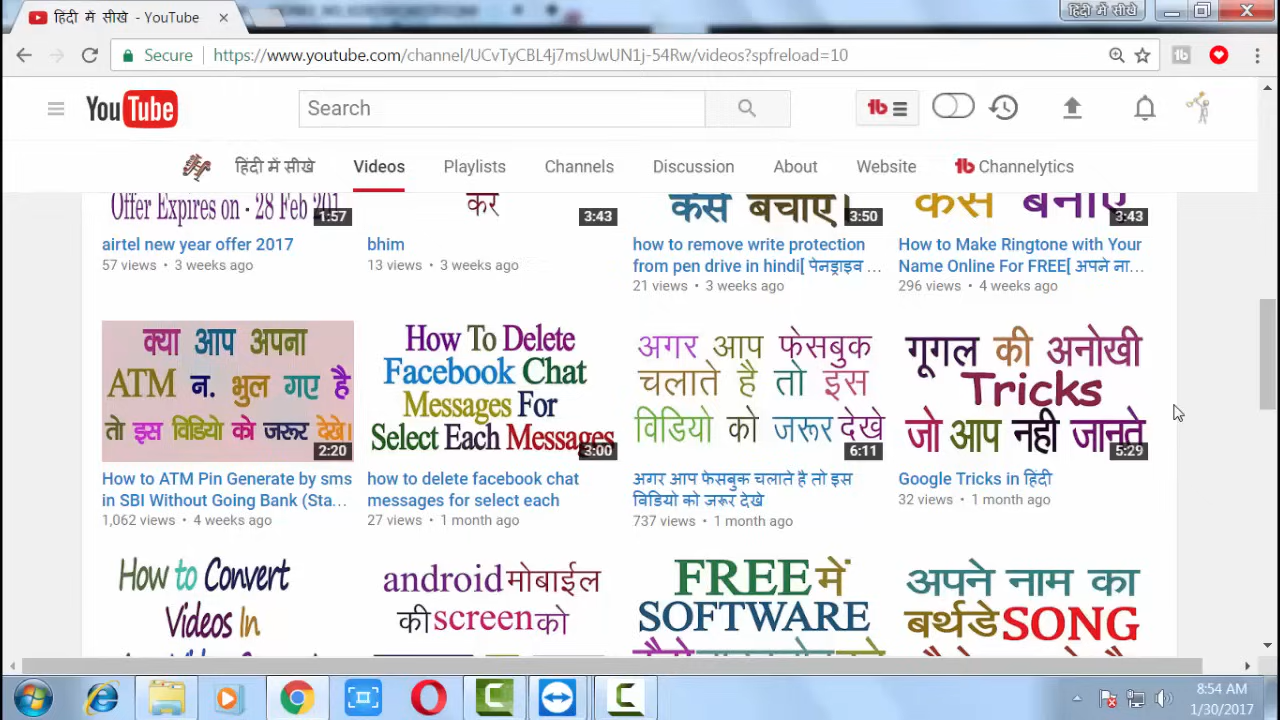 हिंदी में सीखे - YouTube
हिंदी में सीखे
Secure https://www.youtube.com/channel/UCvTyCBL4j7msUwUN1j-54Rw/videos?spfreload=10
YouTube Search
हिंदी में सीखे Videos Playlists Channels Discussion About Website Channelytics
Offer Expires on - 28 Feb 201 1:57
करे 3:43
कैसे बचाए। 3:50
कैसे बनाए 3:43
airtel new year offer 2017
57 views • 3 weeks ago
bhim
13 views • 3 weeks ago
how to remove write protection
from pen drive in hindi[ पेनड्राइव ...
21 views • 3 weeks ago
How to Make Ringtone with Your
Name Online For FREE[ अपने ना...
296 views • 4 weeks ago
क्या आप अपना
ATM न. भुल गए है
तो इस विडियो को जरूर देखे।
2:20
How To Delete
Facebook Chat
Messages For
Select Each Messages
3:00
अगर आप फेसबुक
चलाते है तो इस
विडियो को जरूर देखे
6:11
गूगल की अनोखी
Tricks
जो आप नही जानते
5:29
How to ATM Pin Generate by sms
in SBI Without Going Bank (Sta...
1,062 views • 4 weeks ago
how to delete facebook chat
messages for select each
27 views • 1 month ago
अगर आप फेसबुक चलाते है तो इस
विडियो को जरूर देखे
737 views • 1 month ago
Google Tricks in हिंदी
32 views • 1 month ago
How to Convert
Videos In
android मोबाईल
की screen को
FREE में
SOFTWARE
अपने नाम का
बर्थडे SONG
8:54 AM
1/30/2017